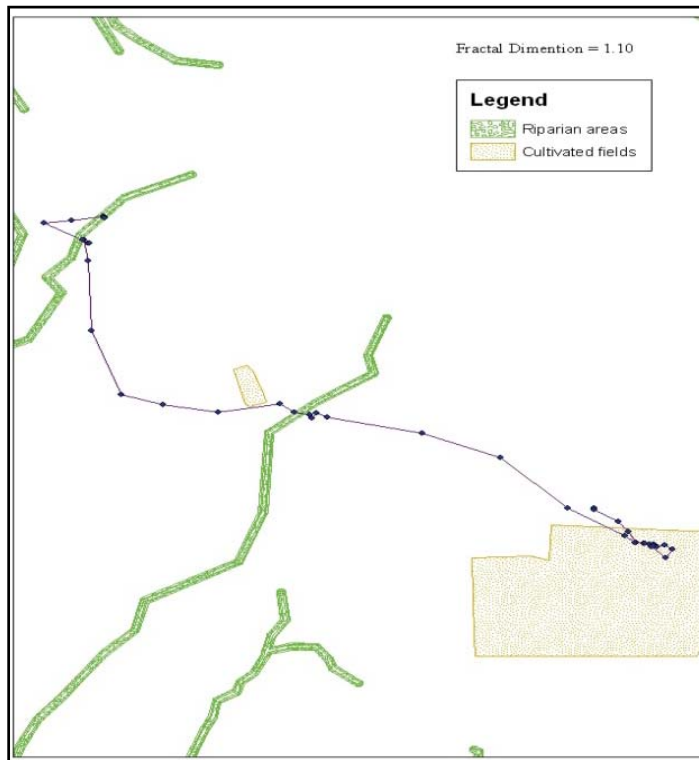 Fractal Dimention = 1.10
Legend
Riparian areas
Cultivated fields